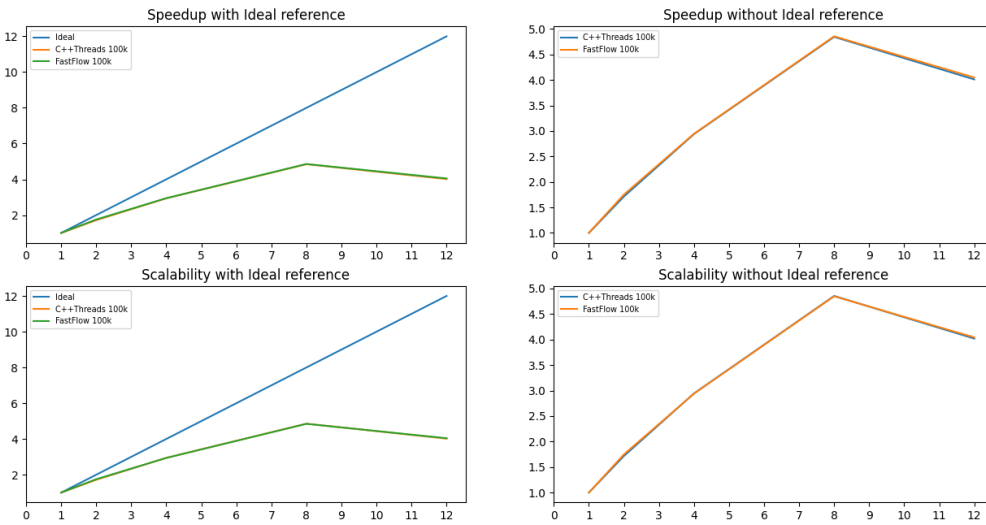 Speedup with Ideal reference
Ideal
C++Threads 100k
FastFlow 100k
12
10
8
6
4
2
0 1 2 3 4 5 6 7 8 9 10 11 12
Speedup without Ideal reference
C++Threads 100k
FastFlow 100k
5.0
4.5
4.0
3.5
3.0
2.5
2.0
1.5
1.0
0 1 2 3 4 5 6 7 8 9 10 11 12
Scalability with Ideal reference
Ideal
C++Threads 100k
FastFlow 100k
12
10
8
6
4
2
0 1 2 3 4 5 6 7 8 9 10 11 12
Scalability without Ideal reference
C++Threads 100k
FastFlow 100k
5.0
4.5
4.0
3.5
3.0
2.5
2.0
1.5
1.0
0 1 2 3 4 5 6 7 8 9 10 11 12